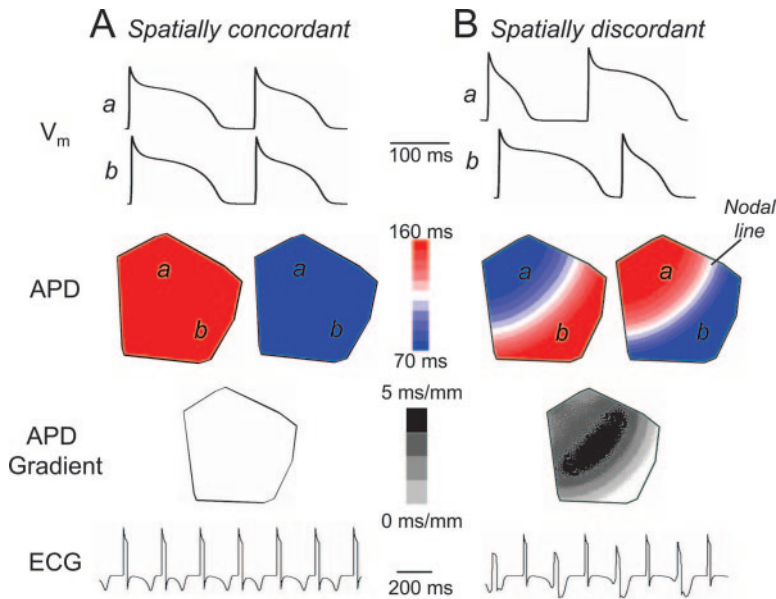 A Spatially concordant
B Spatially discordant
a
b
Vm
100 ms
a
b
APD
a
b
a
b
160 ms
70 ms
a
b
a
b
Nodal
line
APD
Gradient
5 ms/mm
0 ms/mm
ECG
200 ms